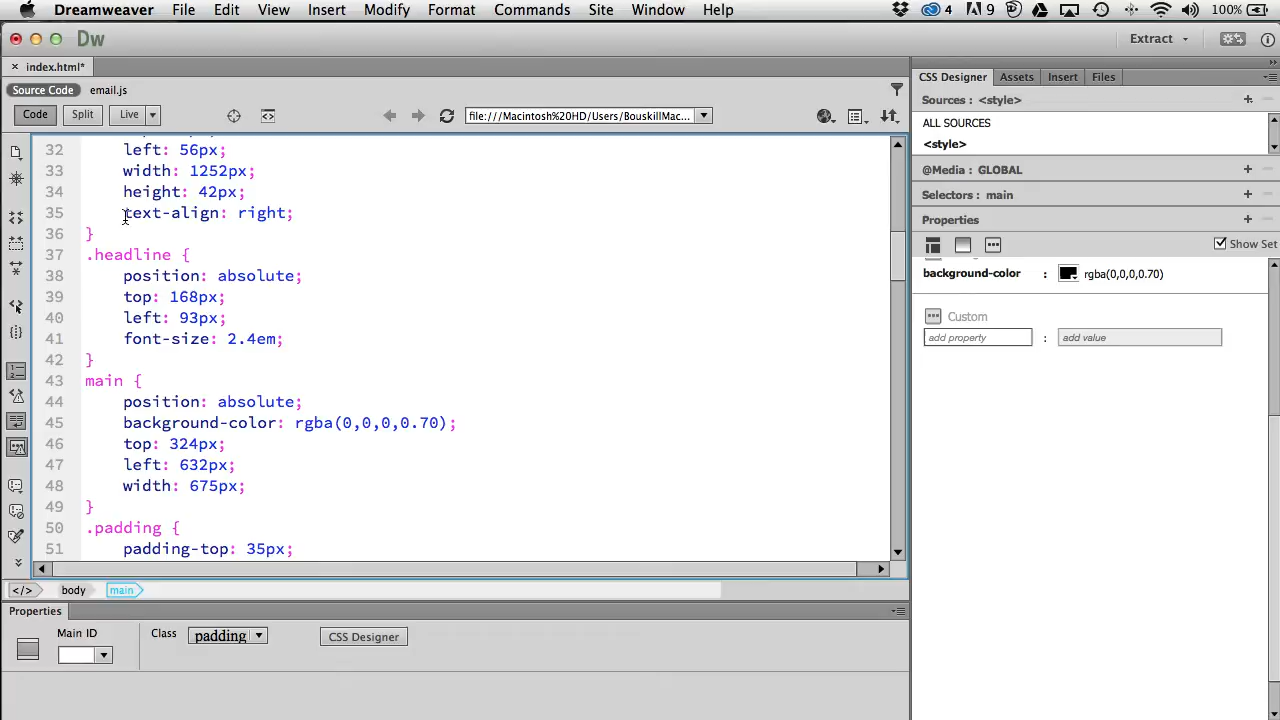 Dreamweaver File Edit View Insert Modify Format Commands Site Window Help 4 9 100%
Dw Extract
index.html*
Source Code email.js
Code Split Live file:///Macintosh%20HD/Users/BouskillMac...
32 left: 56px;
33 width: 1252px;
34 height: 42px;
35 text-align: right;
36 }
37 .headline {
38 position: absolute;
39 top: 168px;
40 left: 93px;
41 font-size: 2.4em;
42 }
43 main {
44 position: absolute;
45 background-color: rgba(0,0,0,0.70);
46 top: 324px;
47 left: 632px;
48 width: 675px;
49 }
50 .padding {
51 padding-top: 35px;
</> body main
Properties
Main ID Class padding CSS Designer
CSS Designer Assets Insert Files
Sources : <style>
ALL SOURCES
<style>
@Media : GLOBAL
Selectors : main
Properties
Show Set
background-color : rgba(0,0,0,0.70)
Custom
add property : add value